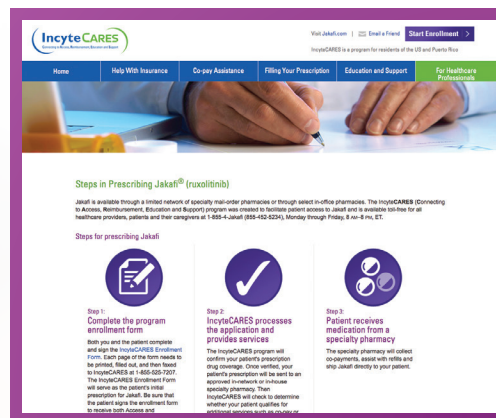 IncyteCARES
Connecting to Access, Reimbursement, Education and Support
Visit Jakafi.com | Email a Friend
Start Enrollment >
IncyteCARES is a program for residents of the US and Puerto Rico
Home
Help With Insurance
Co-pay Assistance
Filling Your Prescription
Education and Support
For Healthcare
Professionals
Steps in Prescribing Jakafi® (ruxolitinib)
Jakafi is available through a limited network of specialty mail-order pharmacies or through select in-office pharmacies. The IncyteCARES (Connecting
to Access, Reimbursement, Education and Support) program was created to facilitate patient access to Jakafi and is available toll-free for all
healthcare providers, patients and their caregivers at 1-855-4-Jakafi (855-452-5234), Monday through Friday, 8 AM–8 PM, ET.
Steps for prescribing Jakafi
Step 1:
Complete the program
enrollment form
Both you and the patient complete
and sign the IncyteCARES Enrollment
Form. Each page of the form needs to
be printed, filled out, and then faxed
to IncyteCARES at 1-855-525-7207.
The IncyteCARES Enrollment Form
will serve as the patient's initial
prescription for Jakafi. Be sure that
the patient signs the enrollment form
to receive both Access and
Step 2:
IncyteCARES processes
the application and
provides services
The IncyteCARES program will
confirm your patient's prescription
drug coverage. Once verified, your
patient's prescription will be sent to an
approved in-network or in-house
specialty pharmacy. Then
IncyteCARES will check to determine
whether your patient qualifies for
additional services such as co-pay or
Step 3:
Patient receives
medication from a
specialty pharmacy
The specialty pharmacy will collect
co-payments, assist with refills and
ship Jakafi directly to your patient.